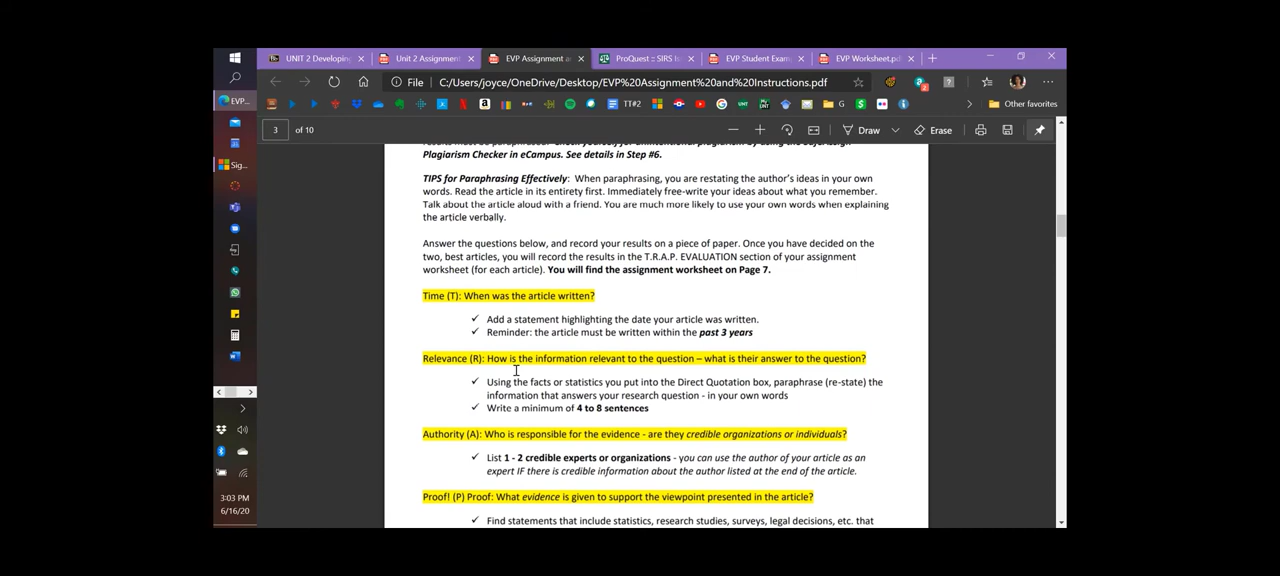 UNIT 2 Developing
Unit 2 Assignment
EVP Assignment a
ProQuest :: SIRS Is
EVP Student Exam
EVP Worksheet.pd
File
C:/Users/joyce/OneDrive/Desktop/EVP%20Assignment%20and%20Instructions.pdf
EVP...
TT#2
G
Other favorites
3 of 10
Draw
Erase
Plagiarism Checker in eCampus. See details in Step #6.
TIPS for Paraphrasing Effectively: When paraphrasing, you are restating the author's ideas in your own
words. Read the article in its entirety first. Immediately free-write your ideas about what you remember.
Talk about the article aloud with a friend. You are much more likely to use your own words when explaining
the article verbally.
Answer the questions below, and record your results on a piece of paper. Once you have decided on the
two, best articles, you will record the results in the T.R.A.P. EVALUATION section of your assignment
worksheet (for each article). You will find the assignment worksheet on Page 7.
Time (T): When was the article written?
✓ Add a statement highlighting the date your article was written.
✓ Reminder: the article must be written within the past 3 years
Relevance (R): How is the information relevant to the question – what is their answer to the question?
✓ Using the facts or statistics you put into the Direct Quotation box, paraphrase (re-state) the
information that answers your research question - in your own words
✓ Write a minimum of 4 to 8 sentences
Authority (A): Who is responsible for the evidence - are they credible organizations or individuals?
✓ List 1 - 2 credible experts or organizations - you can use the author of your article as an
expert IF there is credible information about the author listed at the end of the article.
Proof! (P) Proof: What evidence is given to support the viewpoint presented in the article?
✓ Find statements that include statistics, research studies, surveys, legal decisions, etc. that
Sig...
3:03 PM
6/16/20